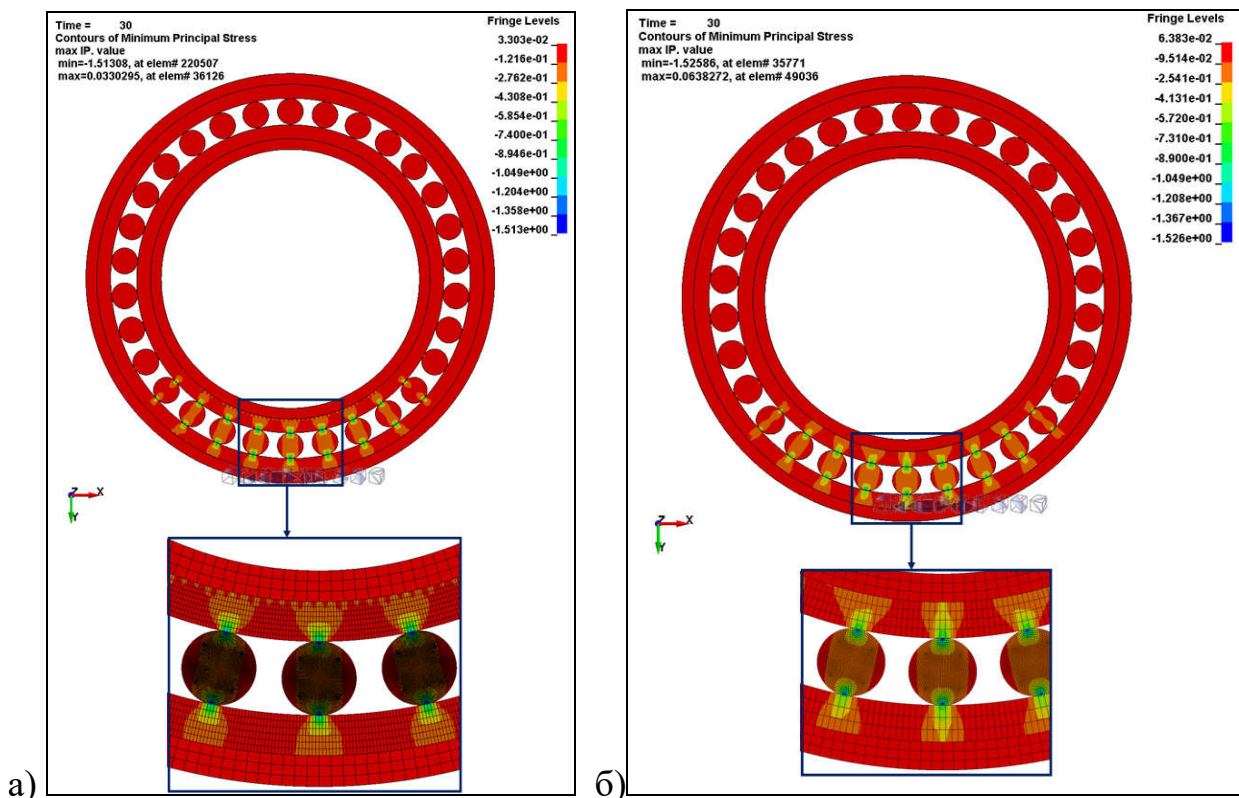 Time = 30
Contours of Minimum Principal Stress
max IP. value
min=-1.51308, at elem# 220507
max=0.0330295, at elem# 36126
Fringe Levels
3.303e-02
-1.216e-01
-2.762e-01
-4.308e-01
-5.854e-01
-7.400e-01
-8.946e-01
-1.049e+00
-1.204e+00
-1.358e+00
-1.513e+00
Z X
Y
а)
Time = 30
Contours of Minimum Principal Stress
max IP. value
min=-1.52586, at elem# 35771
max=0.0638272, at elem# 49036
Fringe Levels
6.383e-02
-9.514e-02
-2.541e-01
-4.131e-01
-5.720e-01
-7.310e-01
-8.900e-01
-1.049e+00
-1.208e+00
-1.367e+00
-1.526e+00
Z X
Y
б)